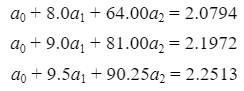 a₀ + 8.0a₁ + 64.00a₂ = 2.0794
a₀ + 9.0a₁ + 81.00a₂ = 2.1972
a₀ + 9.5a₁ + 90.25a₂ = 2.2513